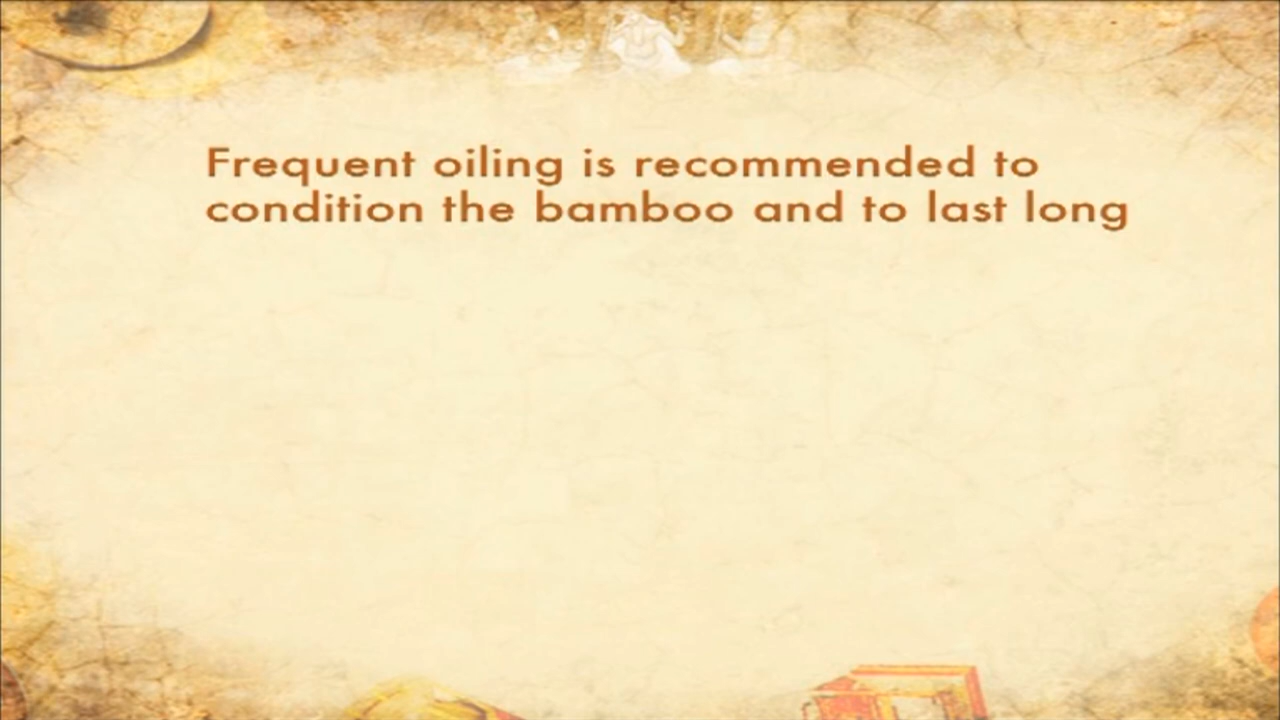 Frequent oiling is recommended to
condition the bamboo and to last long